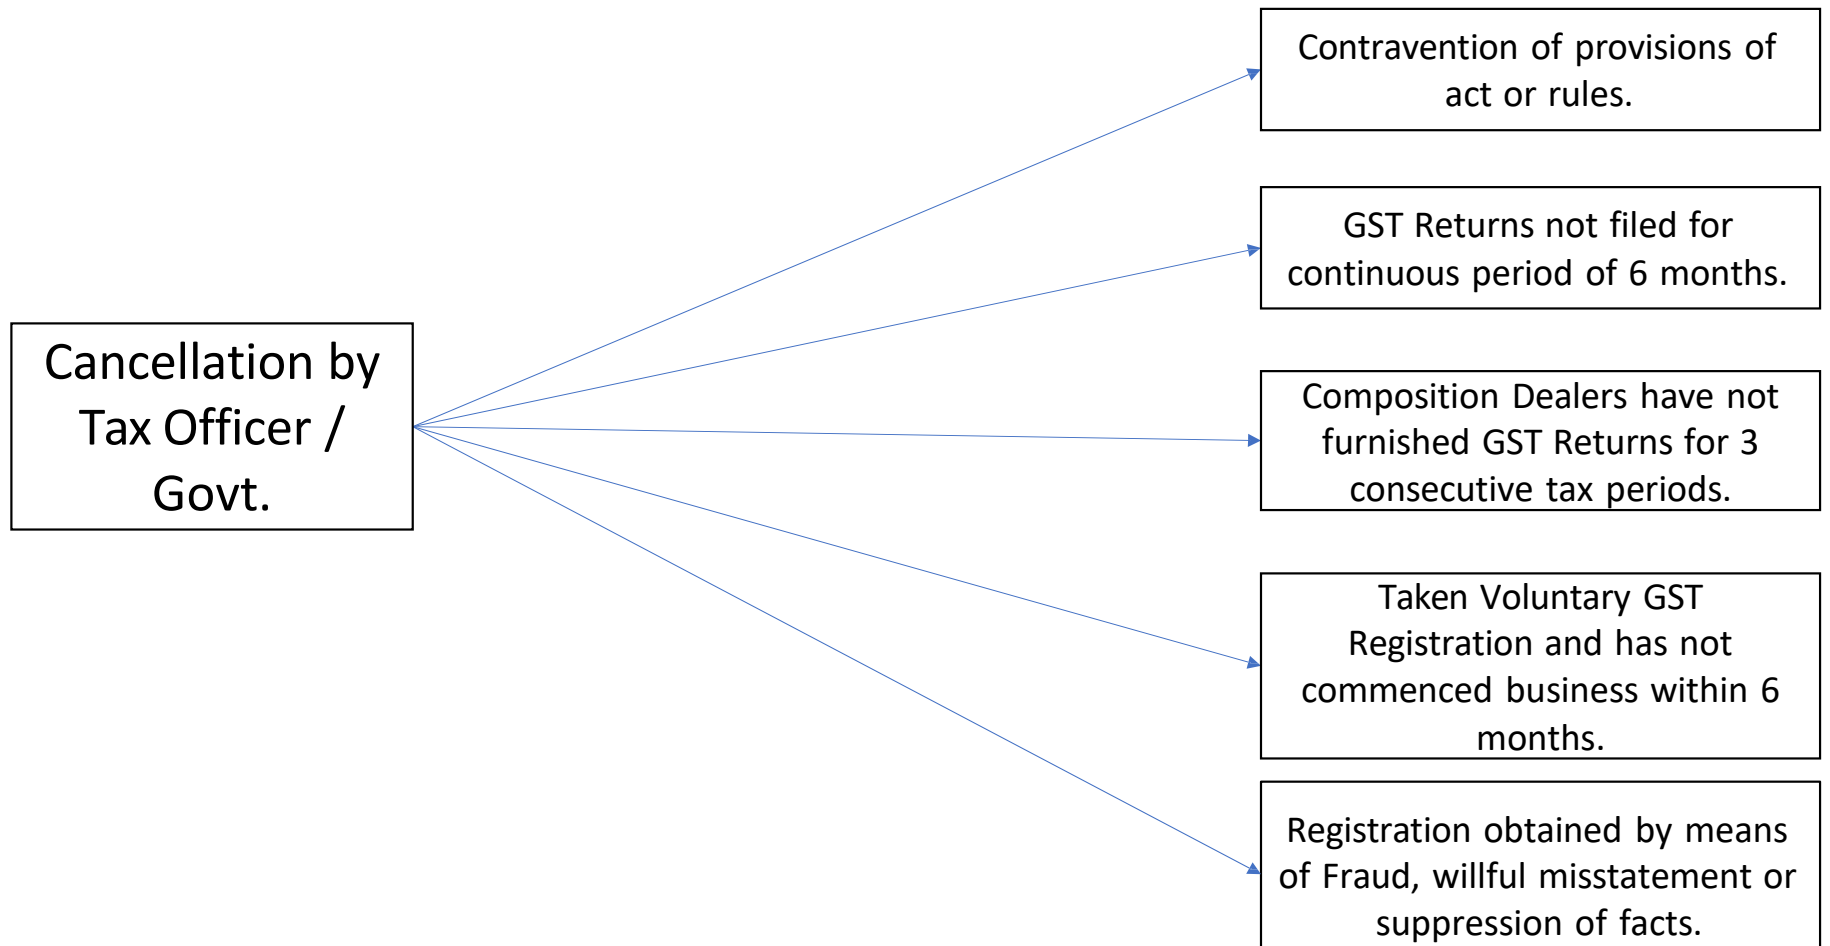 Cancellation by
Tax Officer /
Govt.
Contravention of provisions of
act or rules.
GST Returns not filed for
continuous period of 6 months.
Composition Dealers have not
furnished GST Returns for 3
consecutive tax periods.
Taken Voluntary GST
Registration and has not
commenced business within 6
months.
Registration obtained by means
of Fraud, willful misstatement or
suppression of facts.